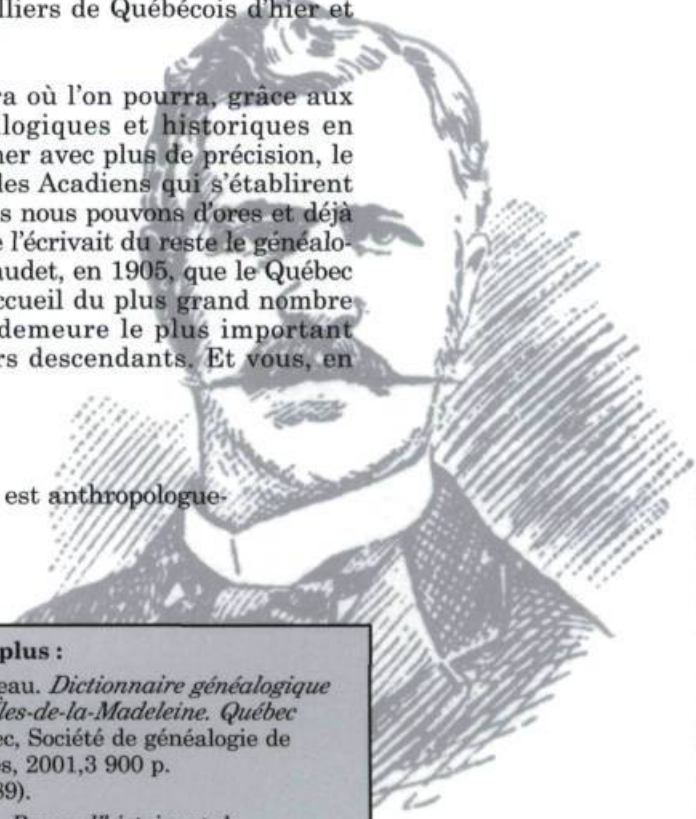 lliers de Québécois d'hier et
ra où l'on pourra, grâce aux
logiques et historiques en
ner avec plus de précision, le
les Acadiens qui s'établirent
s nous pouvons d'ores et déjà
e l'écrivait du reste le généalo-
audet, en 1905, que le Québec
ccueil du plus grand nombre
demeure le plus important
rs descendants. Et vous, en
est anthropologue-
plus :
eau. Dictionnaire généalogique
Îles-de-la-Madeleine. Québec
ec, Société de généalogie de
es, 2001,3 900 p.
39).